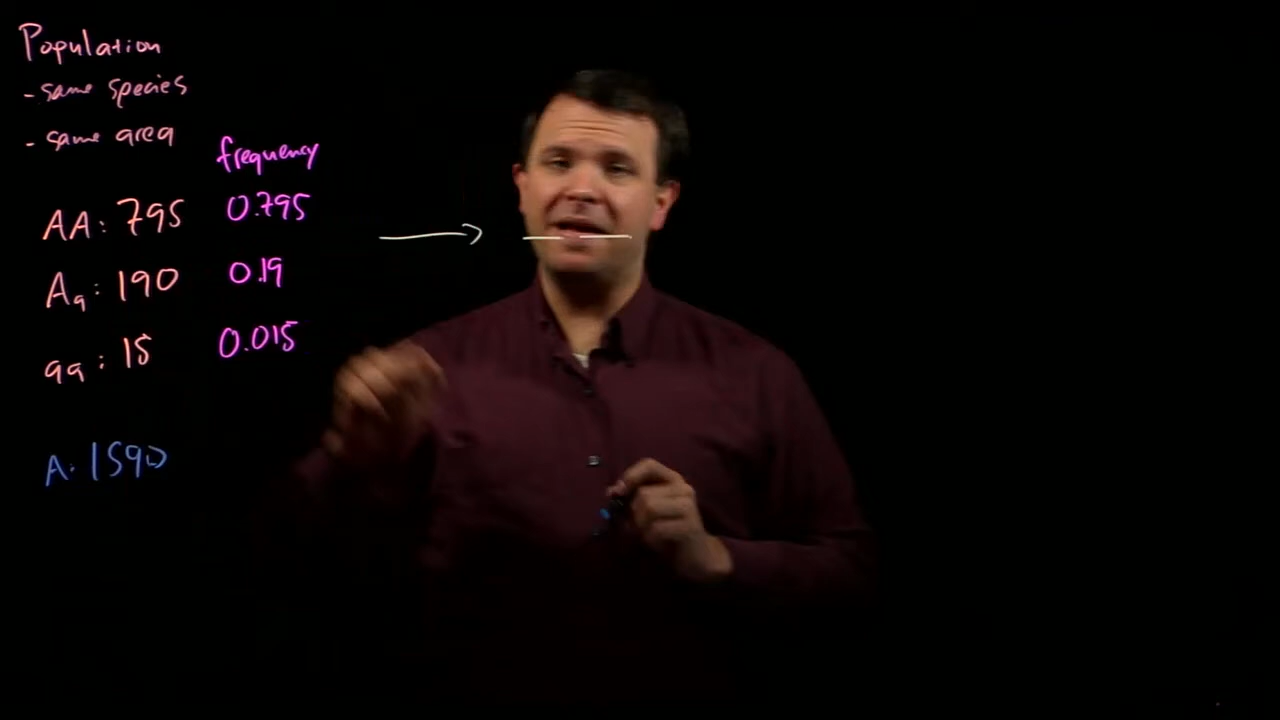 Population
- same species
- same area
frequency
AA: 795 0.795
Aa: 190 0.19
aa: 15 0.015
A: 1590